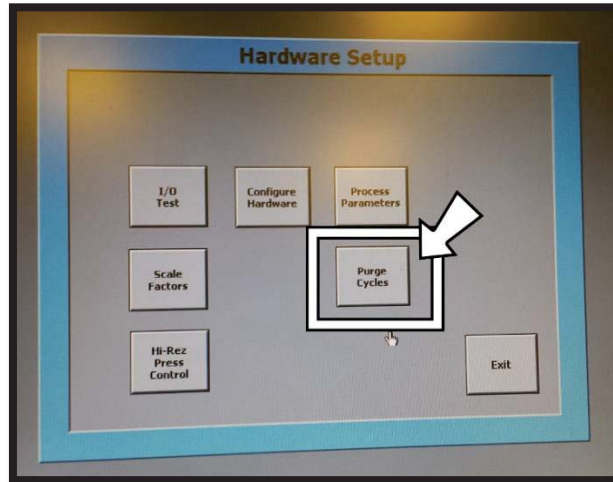 Hardware Setup
I/O
Test
Configure
Hardware
Process
Parameters
Scale
Factors
Purge
Cycles
Hi-Rez
Press
Control
Exit